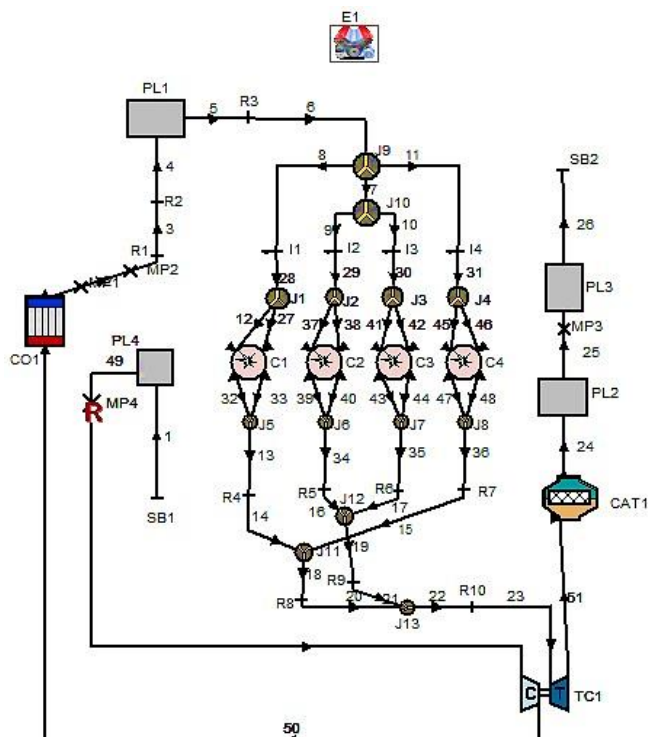 E1
PL1
5
R3
6
J9
8
11
SB2
4
7
J10
R2
9
10
26
3
R1
I1
I2
I3
I4
MP2
28
29
30
31
PL3
J1
J2
J3
J4
MP3
12
27
37
38
41
42
45
46
PL4
25
CO1
49
C1
C2
C3
C4
PL2
32
33
39
40
43
44
47
48
R
MP4
J5
J6
J7
J8
1
24
13
34
35
36
CAT1
R4
R5
R6
R7
SB1
J12
14
16
17
15
J11
19
18
R9
R8
20
21
22
R10
23
51
J13
C
T
TC1
50